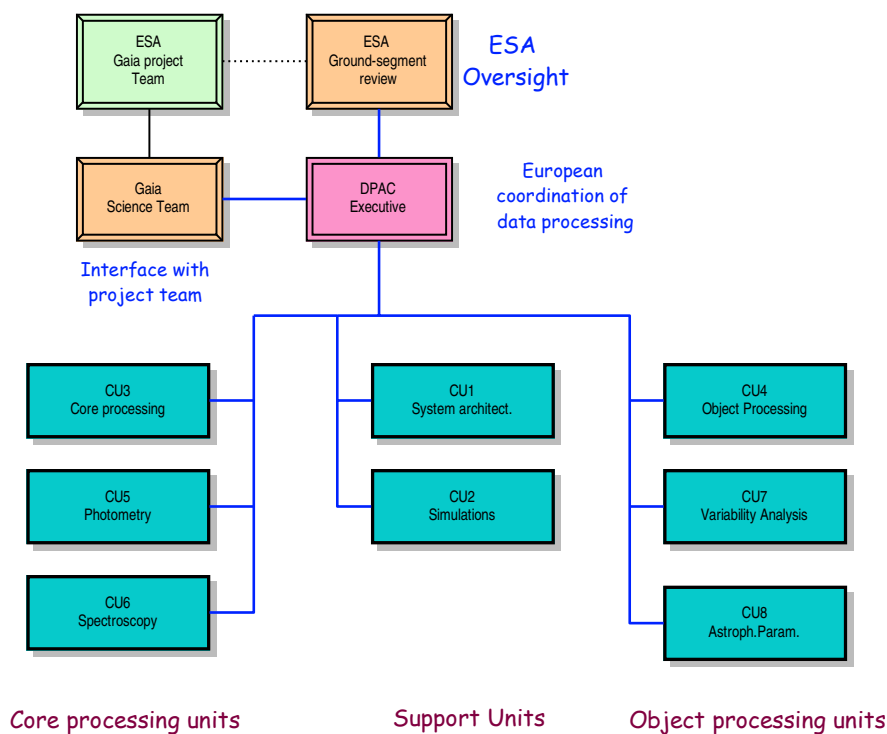 ESA
Gaia project
Team
ESA
Ground-segment
review
ESA
Oversight
Gaia
Science Team
DPAC
Executive
European
coordination of
data processing
Interface with
project team
CU3
Core processing
CU1
System architect.
CU4
Object Processing
CU5
Photometry
CU2
Simulations
CU7
Variability Analysis
CU6
Spectroscopy
CU8
Astroph.Param.
Core processing units
Support Units
Object processing units